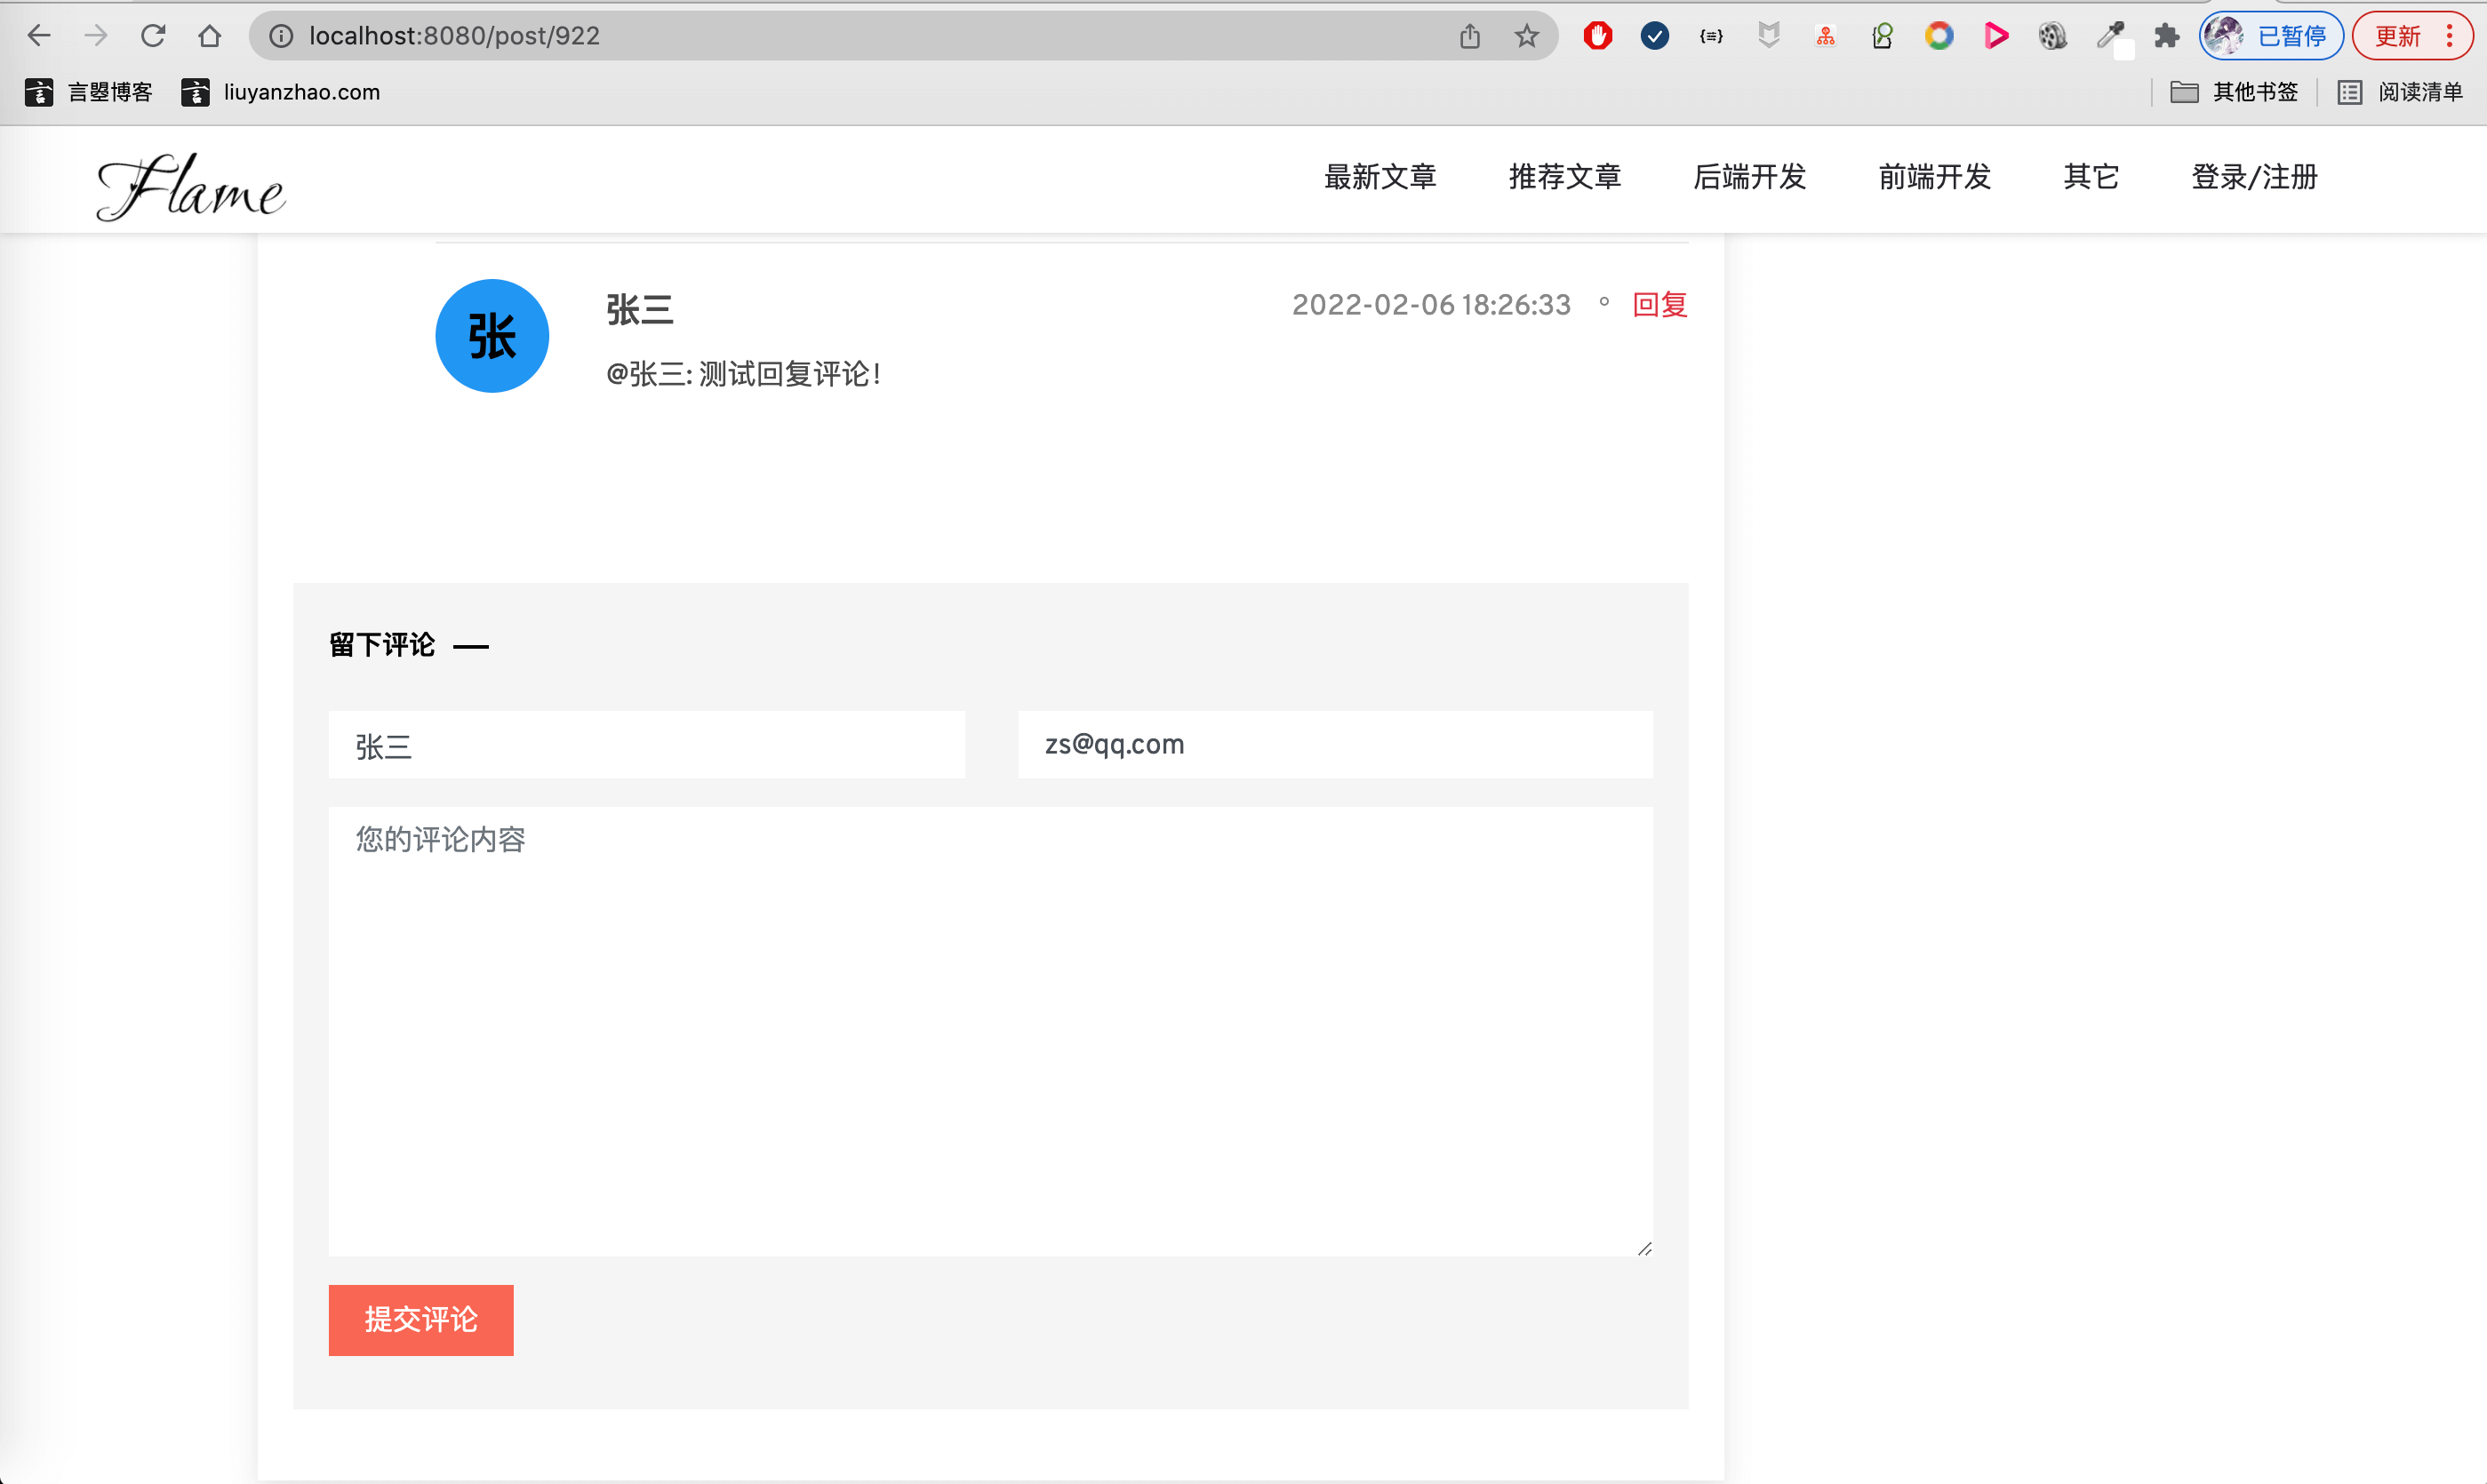 localhost:8080/post/922
已暂停
更新
言曌博客
liuyanzhao.com
其他书签
阅读清单
Flame
最新文章
推荐文章
后端开发
前端开发
其它
登录/注册
张
张三
2022-02-06 18:26:33
回复
@张三: 测试回复评论!
留下评论
张三
zs@qq.com
您的评论内容
提交评论